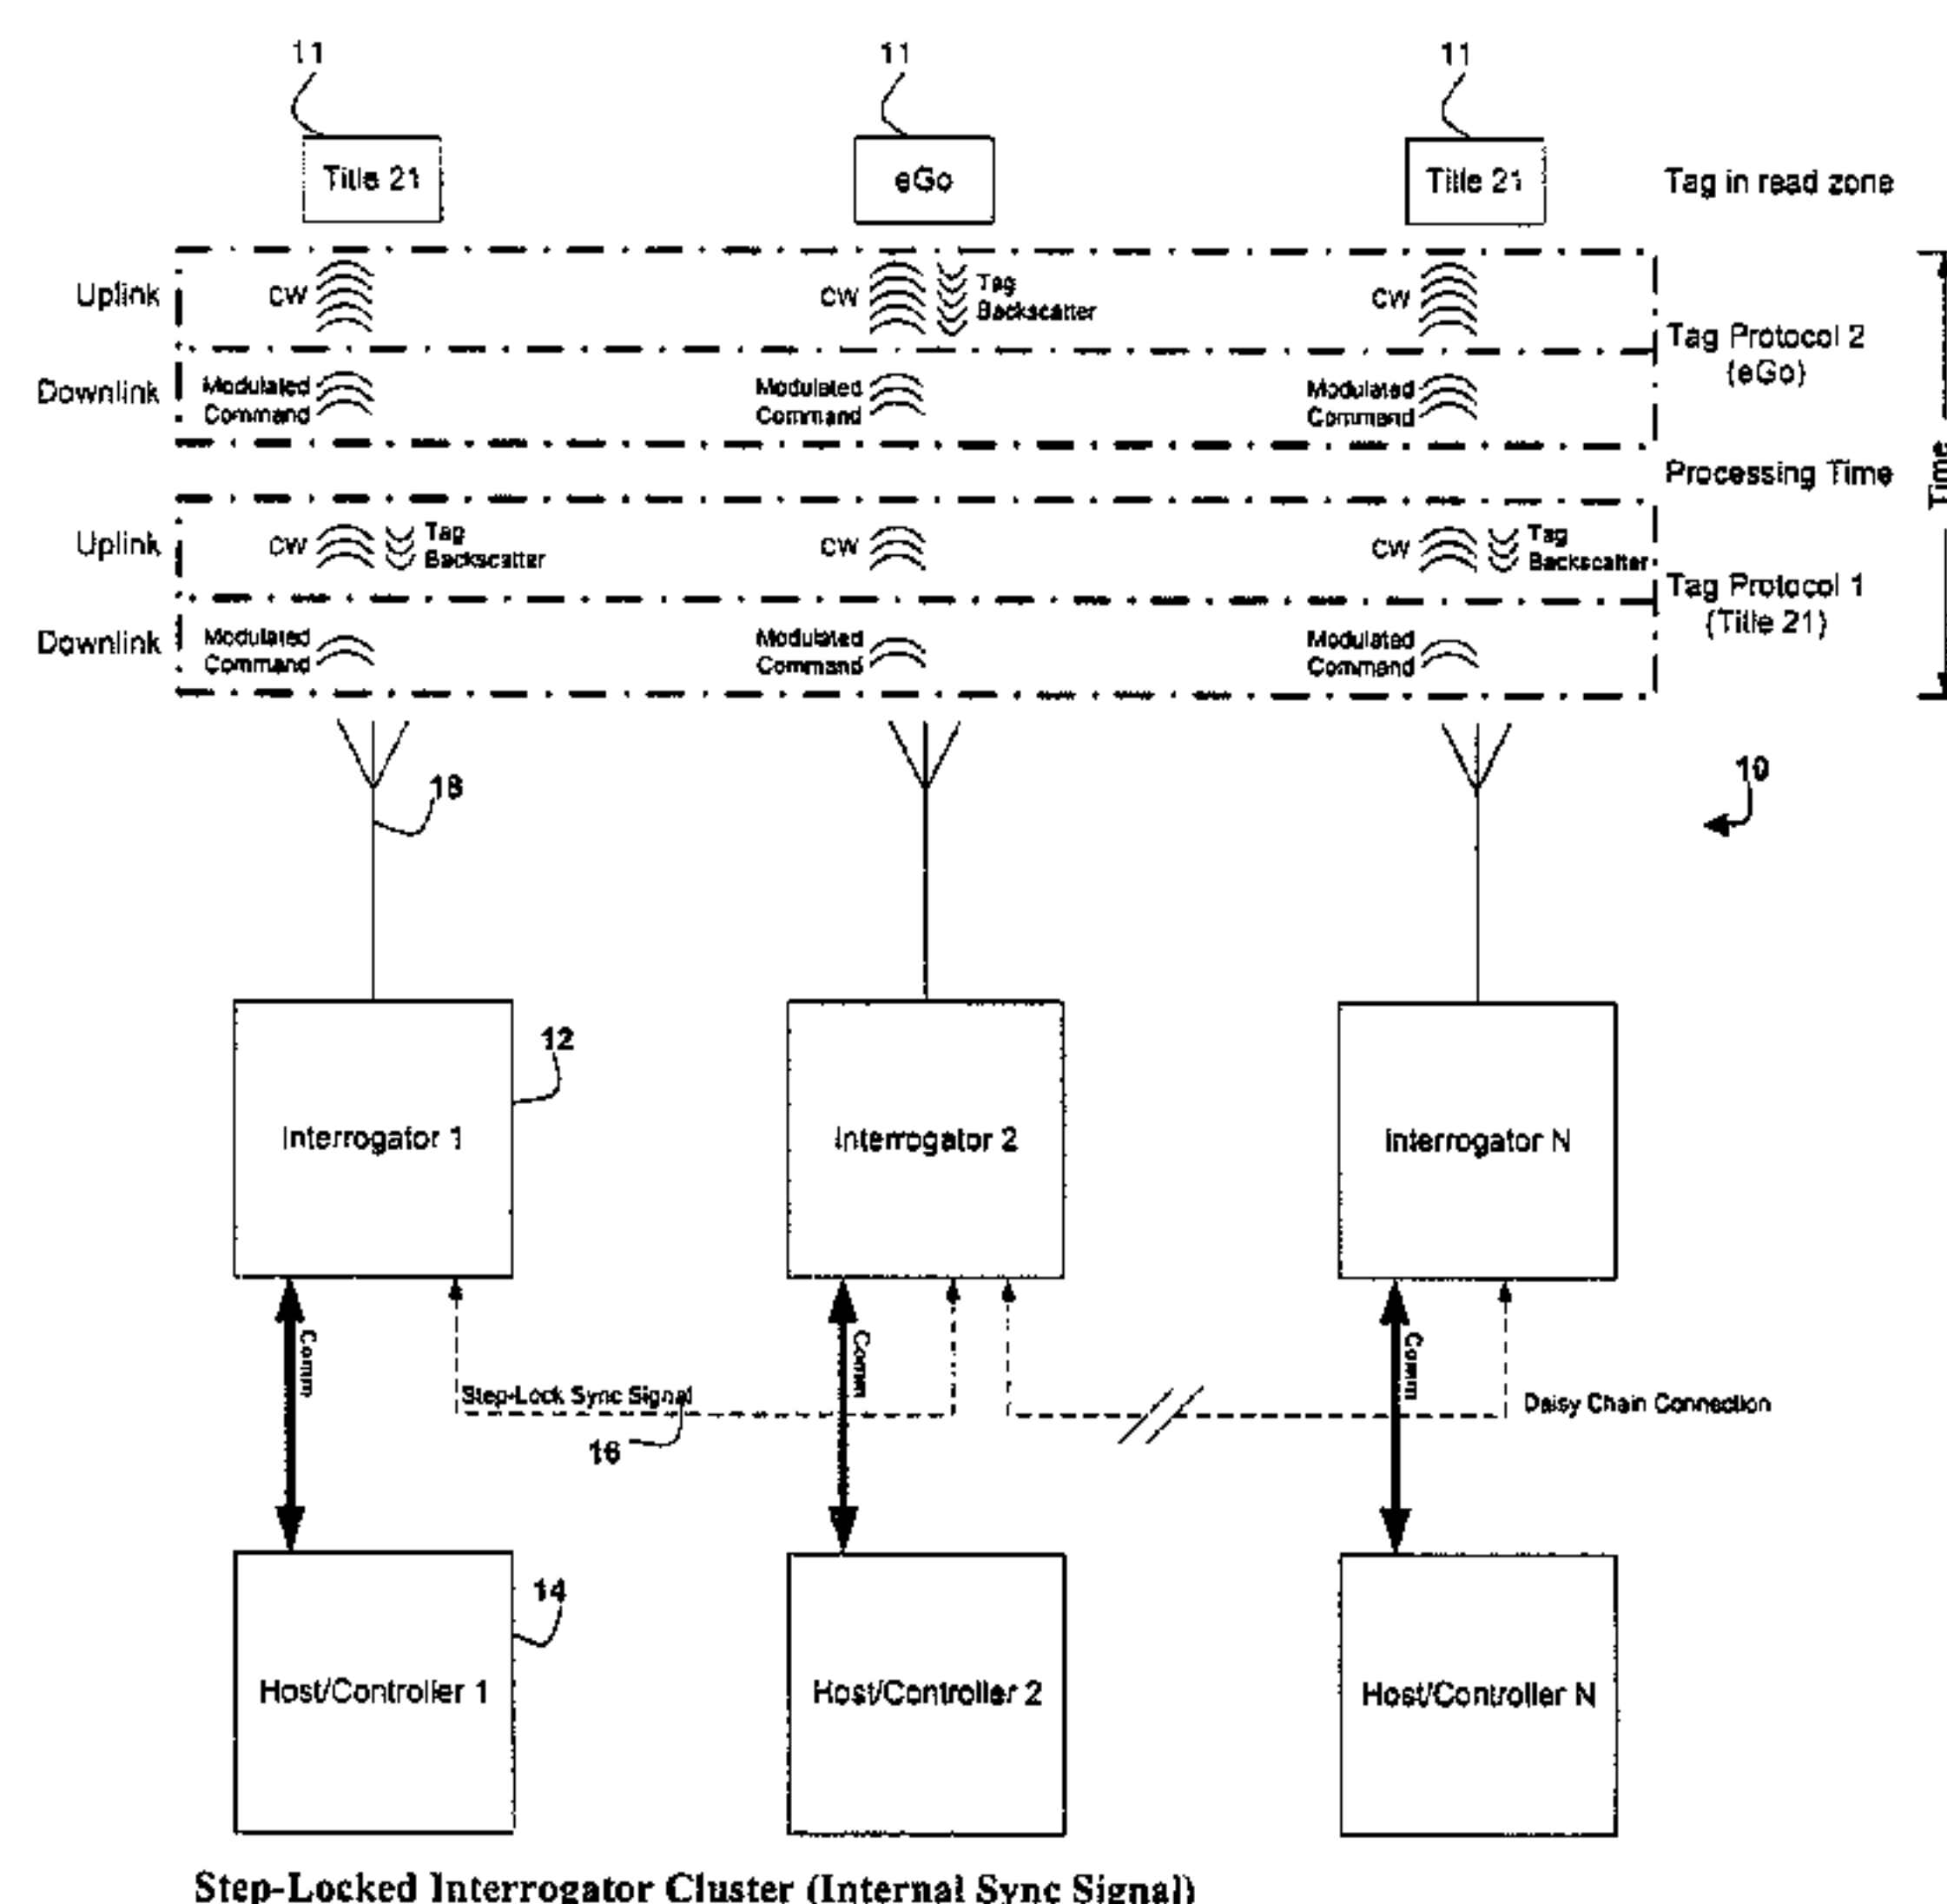 11
11
11
Title 21
eGo
Title 21
Tag in read zone
Uplink
CW
CW
Tag
Backscatter
CW
Tag Protocol 2
(eGo)
Downlink
Modulated
Command
Modulated
Command
Modulated
Command
Processing Time
Time
Uplink
CW
Tag
Backscatter
CW
CW
Tag
Backscatter
Tag Protocol 1
(Title 21)
Downlink
Modulated
Command
Modulated
Command
Modulated
Command
18
10
12
Interrogator 1
Interrogator 2
Interrogator N
Comm
Comm
Comm
Step-Lock Sync Signal
Daisy Chain Connection
16
14
Host/Controller 1
Host/Controller 2
Host/Controller N
Step-Locked Interrogator Cluster (Internal Sync Signal)